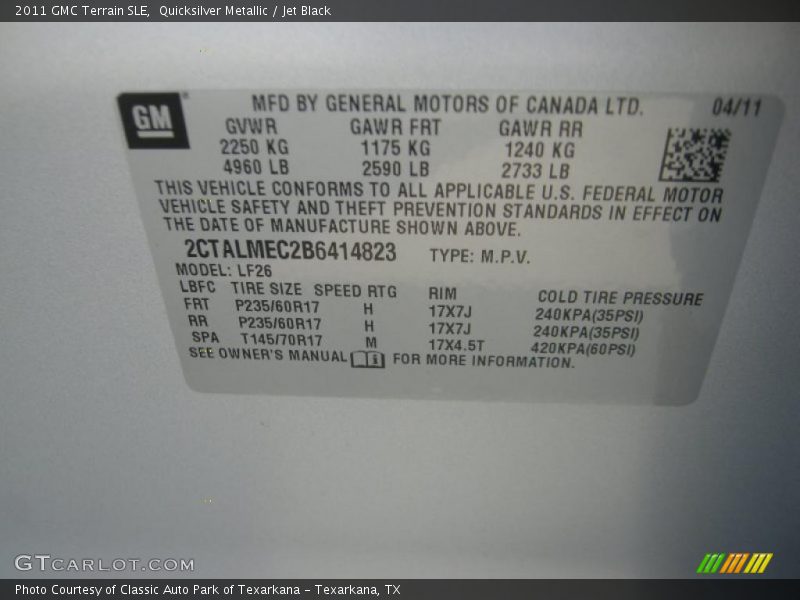 2011 GMC Terrain SLE, Quicksilver Metallic / Jet Black
GM
MFD BY GENERAL MOTORS OF CANADA LTD. 04/11
GVWR GAWR FRT GAWR RR
2250 KG 1175 KG 1240 KG
4960 LB 2590 LB 2733 LB
THIS VEHICLE CONFORMS TO ALL APPLICABLE U.S. FEDERAL MOTOR
VEHICLE SAFETY AND THEFT PREVENTION STANDARDS IN EFFECT ON
THE DATE OF MANUFACTURE SHOWN ABOVE.
2CTALMEC2B6414823 TYPE: M.P.V.
MODEL: LF26
LBFC TIRE SIZE SPEED RTG RIM COLD TIRE PRESSURE
FRT P235/60R17 H 17X7J 240KPA(35PSI)
RR P235/60R17 H 17X7J 240KPA(35PSI)
SPA T145/70R17 M 17X4.5T 420KPA(60PSI)
SEE OWNER'S MANUAL FOR MORE INFORMATION.
GTCARLOT.COM
Photo Courtesy of Classic Auto Park of Texarkana - Texarkana, TX